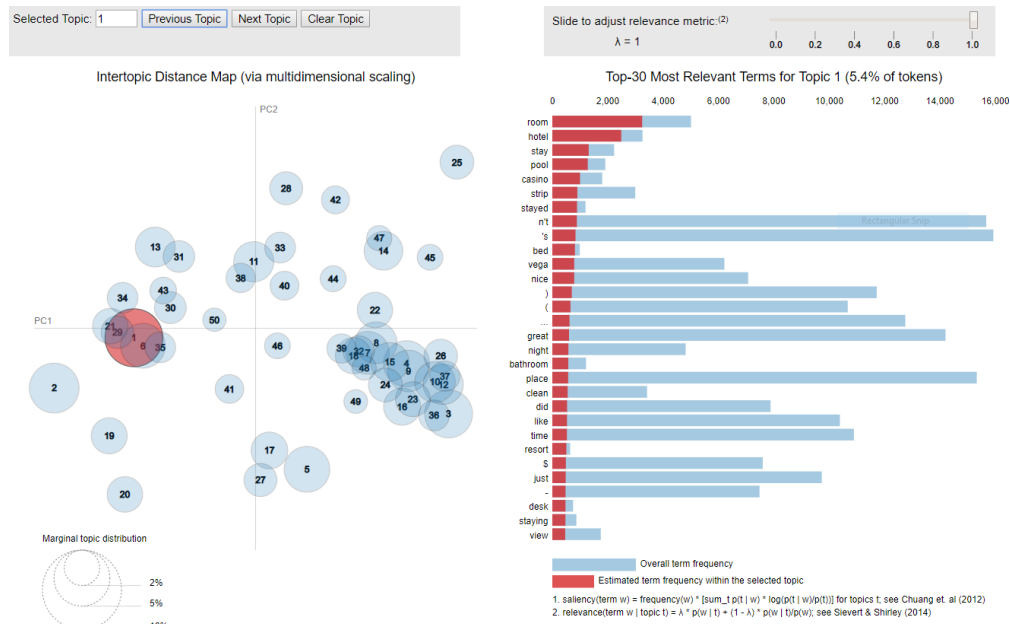 Selected Topic: 1 Previous Topic Next Topic Clear Topic
Slide to adjust relevance metric:(2)
λ = 1
0.0 0.2 0.4 0.6 0.8 1.0
Intertopic Distance Map (via multidimensional scaling)
PC2
PC1
25
28
42
47
14
13
31
33
11
45
38
40
44
43
34
30
22
50
21
29
1
6
35
46
8
39
18
32
7
48
15
4
9
26
37
10
12
2
41
24
49
16
23
36
3
19
17
5
27
20
Marginal topic distribution
2%
5%
10%
Top-30 Most Relevant Terms for Topic 1 (5.4% of tokens)
0 2,000 4,000 6,000 8,000 10,000 12,000 14,000 16,000
room
hotel
stay
pool
casino
strip
stayed
n't
Rectangular Snip
's
bed
vega
nice
)
(
...
great
night
bathroom
place
clean
did
like
time
resort
$
just
-
desk
staying
view
Overall term frequency
Estimated term frequency within the selected topic
1. saliency(term w) = frequency(w) * [sum_t p(t | w) * log(p(t | w)/p(t))] for topics t; see Chuang et. al (2012)
2. relevance(term w | topic t) = λ * p(w | t) + (1 - λ) * p(w | t)/p(w); see Sievert & Shirley (2014)